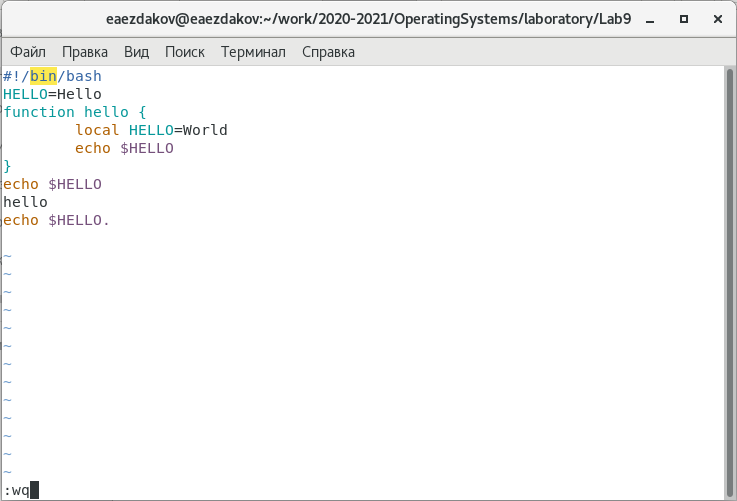 eaezdakov@eaezdakov:~/work/2020-2021/OperatingSystems/laboratory/Lab9
Файл Правка Вид Поиск Терминал Справка
#!/bin/bash
HELLO=Hello
function hello {
        local HELLO=World
        echo $HELLO
}
echo $HELLO
hello
echo $HELLO.
~
~
~
~
~
~
~
~
~
~
~
~
~
:wq